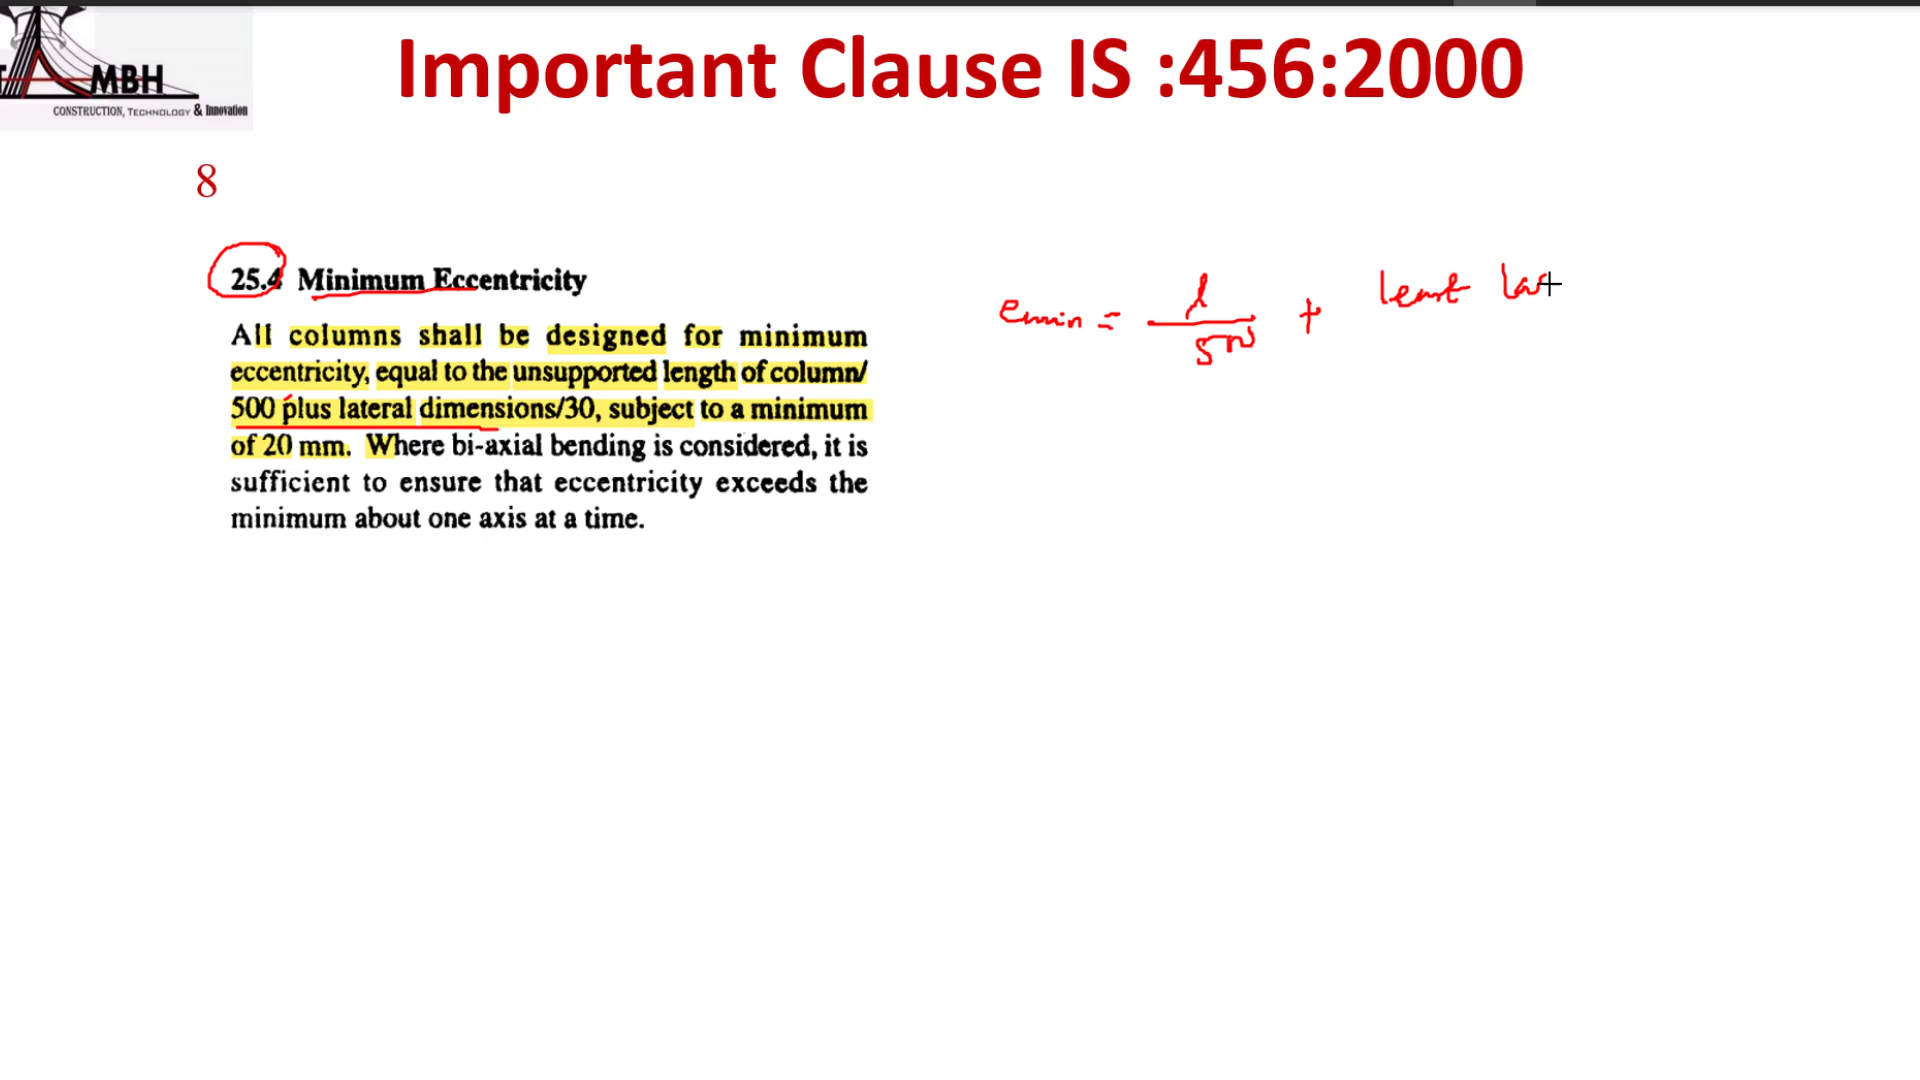 Important Clause IS :456:2000
MBH
CONSTRUCTION, TECHNOLOGY & Innovation
8
25.4 Minimum Eccentricity
All columns shall be designed for minimum
eccentricity, equal to the unsupported length of column/
500 plus lateral dimensions/30, subject to a minimum
of 20 mm. Where bi-axial bending is considered, it is
sufficient to ensure that eccentricity exceeds the
minimum about one axis at a time.
emin = l / 500 + least lat